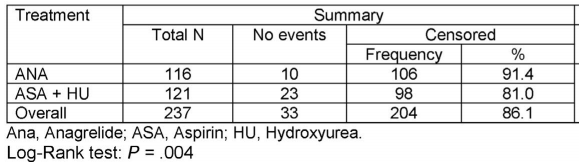 Treatment Summary
Total N No events Censored
Frequency %
ANA 116 10 106 91.4
ASA + HU 121 23 98 81.0
Overall 237 33 204 86.1
Ana, Anagrelide; ASA, Aspirin; HU, Hydroxyurea.
Log-Rank test: P = .004